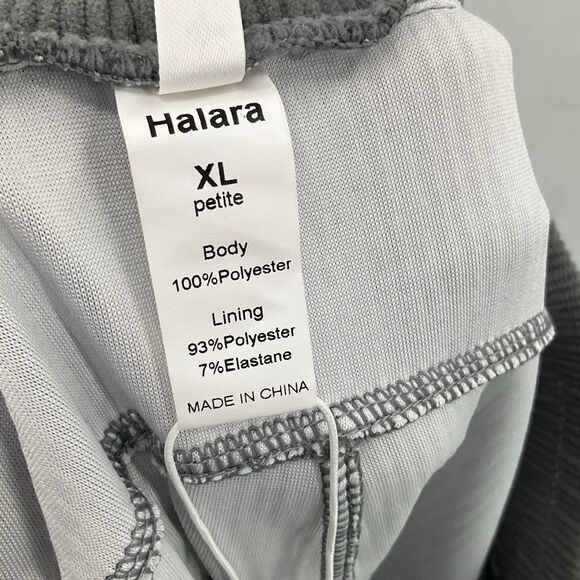 Halara
XL
petite
Body
100%Polyester
Lining
93%Polyester
7%Elastane
MADE IN CHINA